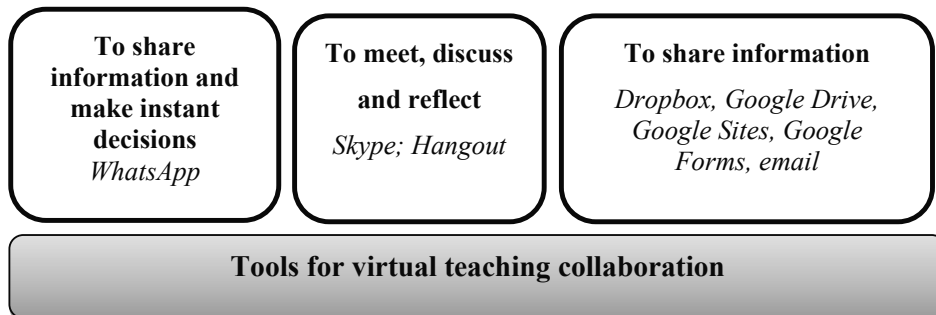 To share
information and
make instant
decisions
WhatsApp
To meet, discuss
and reflect
Skype; Hangout
To share information
Dropbox, Google Drive,
Google Sites, Google
Forms, email
Tools for virtual teaching collaboration